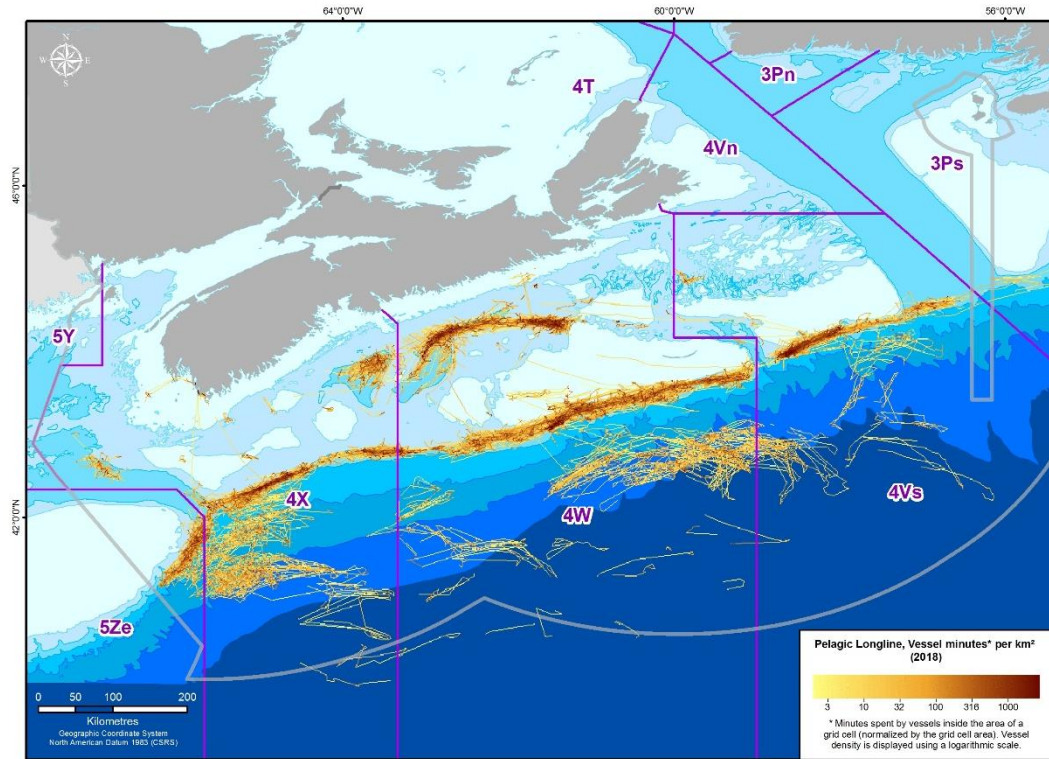 64°0'0"W 60°0'0"W 56°0'0"W
N
W E
S
4T
3Pn
4Vn
3Ps
46°0'0"N
5Y
4X
4W
4Vs
42°0'0"N
5Ze
0 50 100 200
Kilometres
Geographic Coordinate System
North American Datum 1983 (CSRS)
Pelagic Longline, Vessel minutes* per km²
(2018)
3 10 32 100 316 1000
* Minutes spent by vessels inside the area of a
grid cell (normalized by the grid cell area). Vessel
density is displayed using a logarithmic scale.